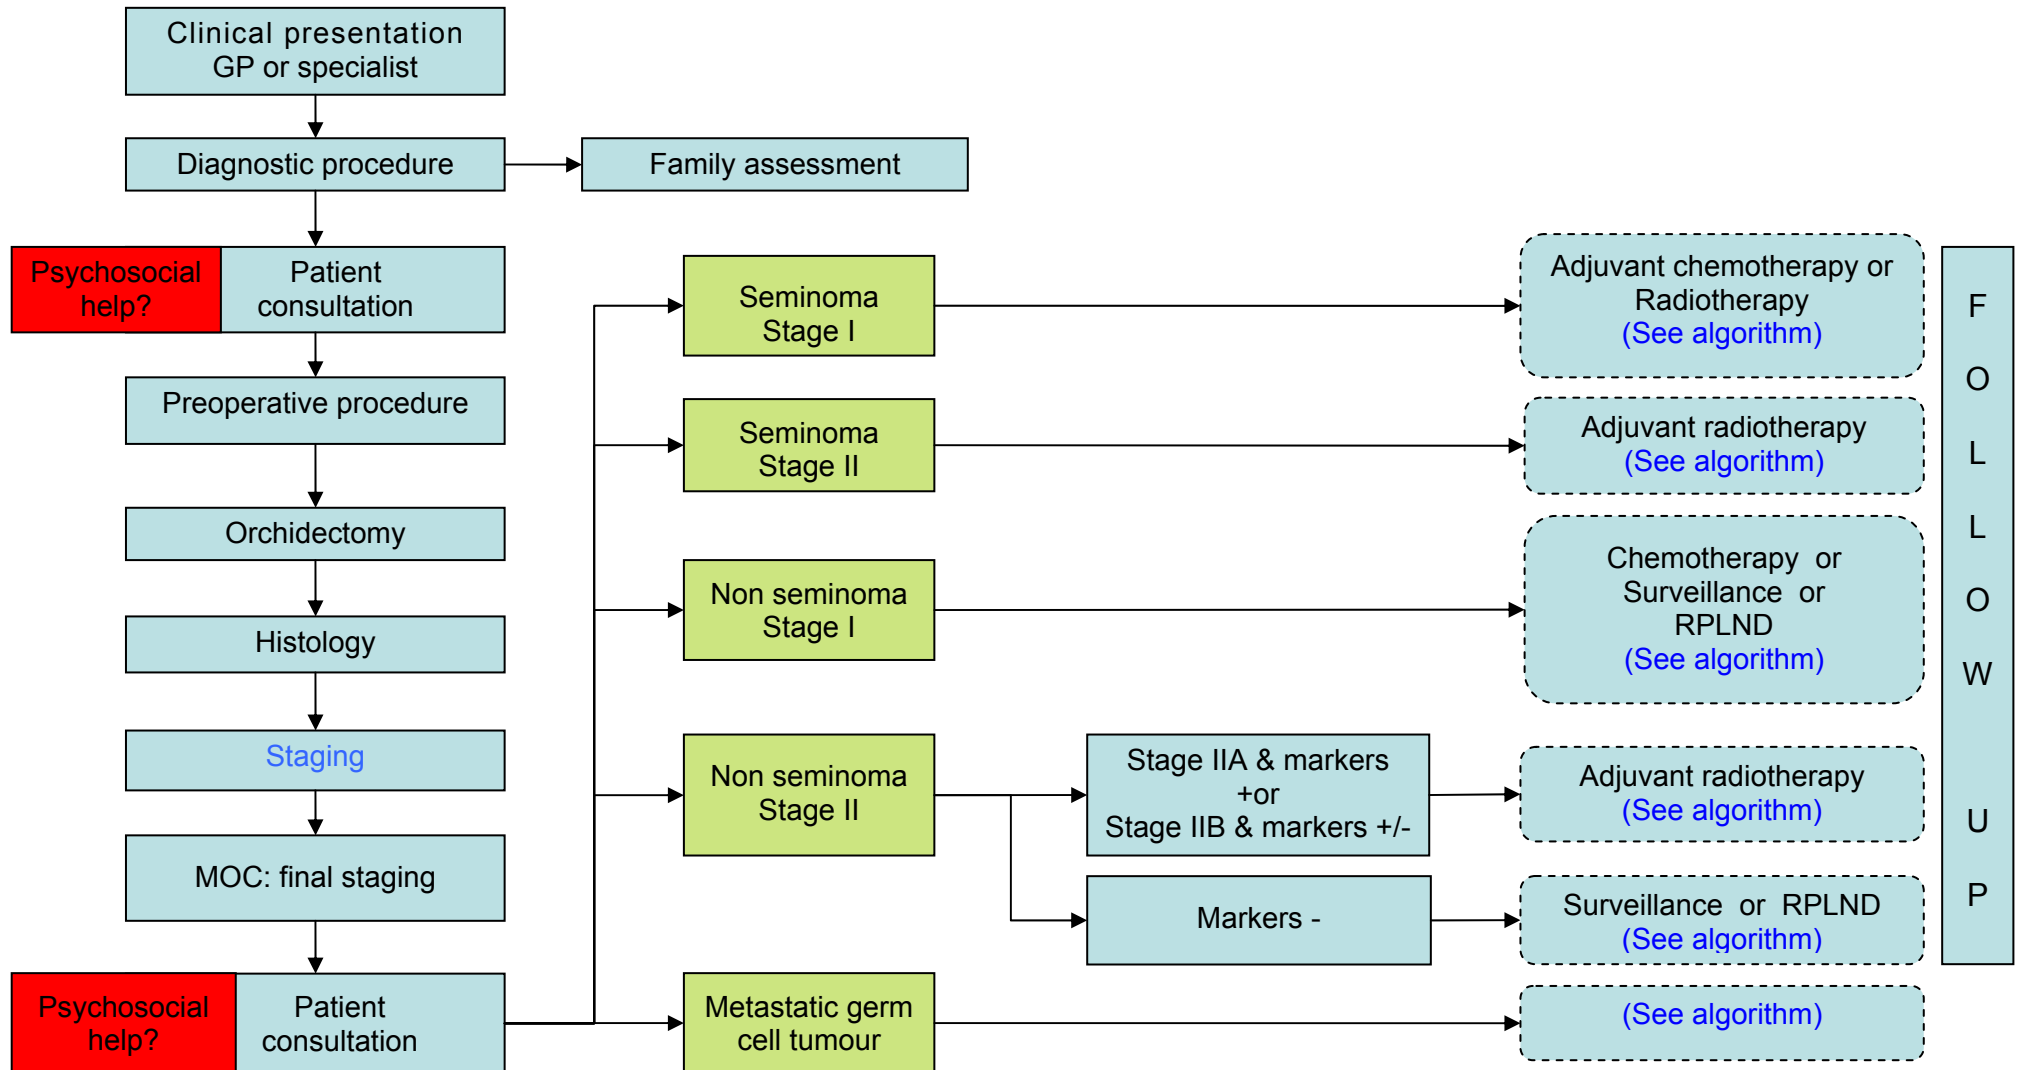 Clinical presentation
GP or specialist
Diagnostic procedure
Family assessment
Psychosocial
help?
Patient
consultation
Preoperative procedure
Orchidectomy
Histology
Staging
MOC: final staging
Psychosocial
help?
Patient
consultation
Seminoma
Stage I
Adjuvant chemotherapy or
Radiotherapy
(See algorithm)
Seminoma
Stage II
Adjuvant radiotherapy
(See algorithm)
Non seminoma
Stage I
Chemotherapy or
Surveillance or
RPLND
(See algorithm)
Non seminoma
Stage II
Stage IIA & markers
+or
Stage IIB & markers +/-
Adjuvant radiotherapy
(See algorithm)
Markers -
Surveillance or RPLND
(See algorithm)
Metastatic germ
cell tumour
(See algorithm)
F
O
L
L
O
W
U
P